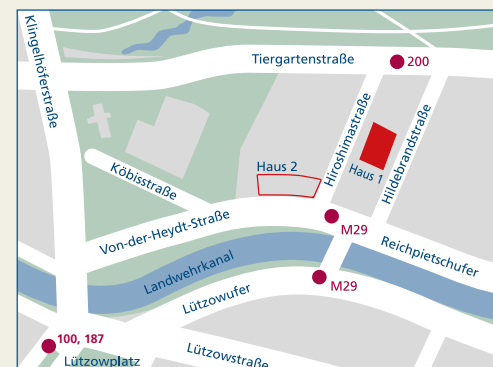 Klingelhöferstraße
Tiergartenstraße
200
Hiroshimastraße
Hildebrandstraße
Haus 1
Haus 2
Köbisstraße
Von-der-Heydt-Straße
M29
Reichpietschufer
Landwehrkanal
M29
Lützowufer
100, 187
Lützowplatz
Lützowstraße